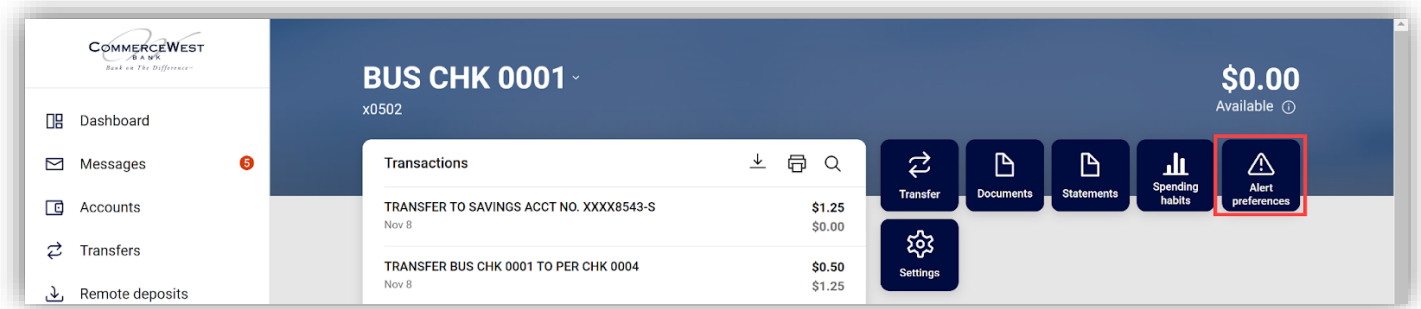 COMMERCEWEST
BANK
Bank on The Difference
Dashboard
Messages 5
Accounts
Transfers
Remote deposits
BUS CHK 0001
x0502
$0.00
Available
Transactions
TRANSFER TO SAVINGS ACCT NO. XXXX8543-S $1.25
Nov 8 $0.00
TRANSFER BUS CHK 0001 TO PER CHK 0004 $0.50
Nov 8 $1.25
Transfer
Documents
Statements
Spending
habits
Alert
preferences
Settings